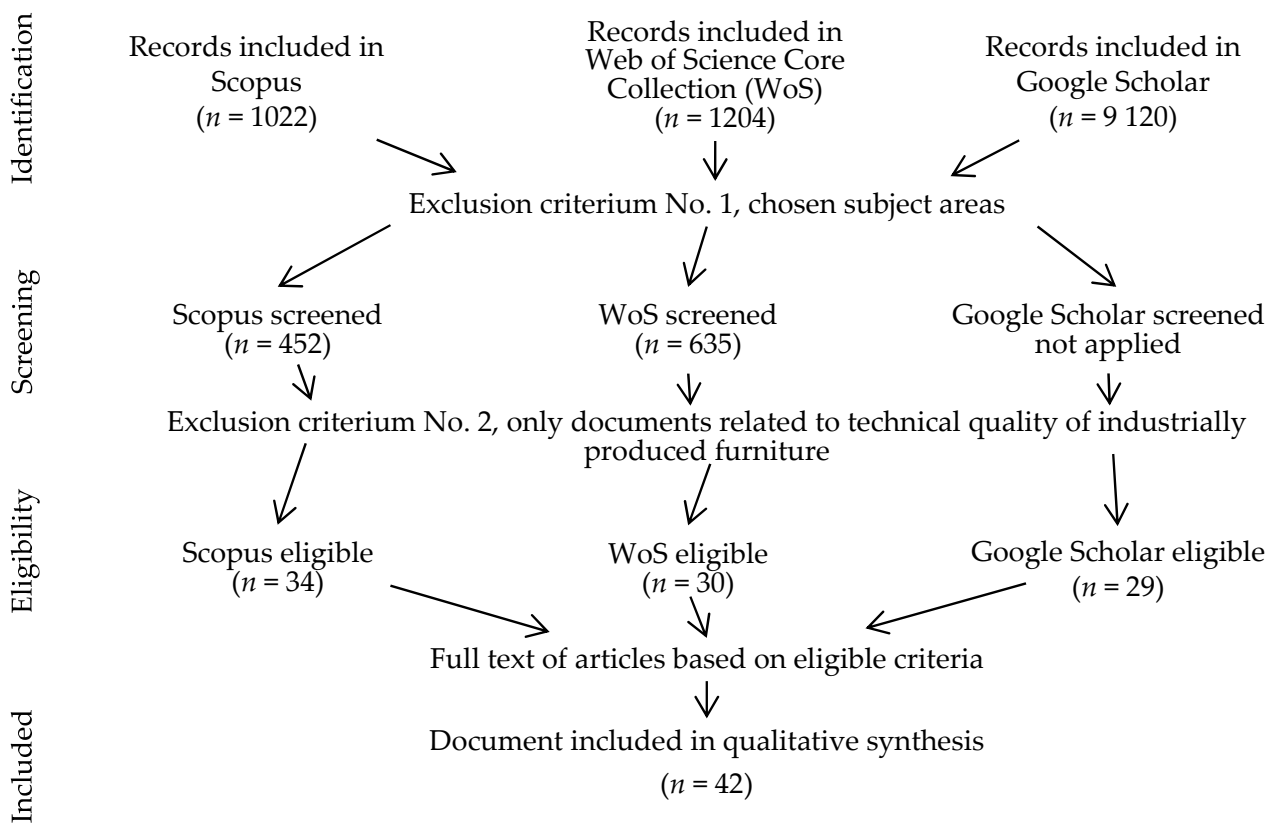 Identification
Records included in
Scopus
(n = 1022)
Records included in
Web of Science Core
Collection (WoS)
(n = 1204)
Records included in
Google Scholar
(n = 9 120)
Exclusion criterium No. 1, chosen subject areas
Screening
Scopus screened
(n = 452)
WoS screened
(n = 635)
Google Scholar screened
not applied
Exclusion criterium No. 2, only documents related to technical quality of industrially
produced furniture
Eligibility
Scopus eligible
(n = 34)
WoS eligible
(n = 30)
Google Scholar eligible
(n = 29)
Full text of articles based on eligible criteria
Included
Document included in qualitative synthesis
(n = 42)